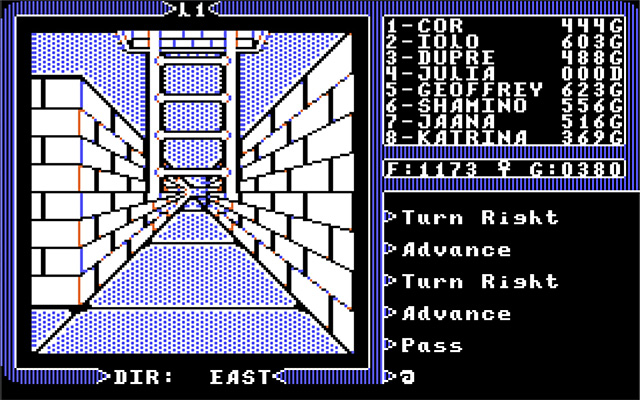 L1
1-COR 444G
2-IOLO 603G
3-DUPRE 488G
4-JULIA 000D
5-GEOFFREY 623G
6-SHAMINO 556G
7-JAANA 516G
8-KATRINA 369G
F:1173 ♀ G:0380
Turn Right
Advance
Turn Right
Advance
Pass
DIR: EAST